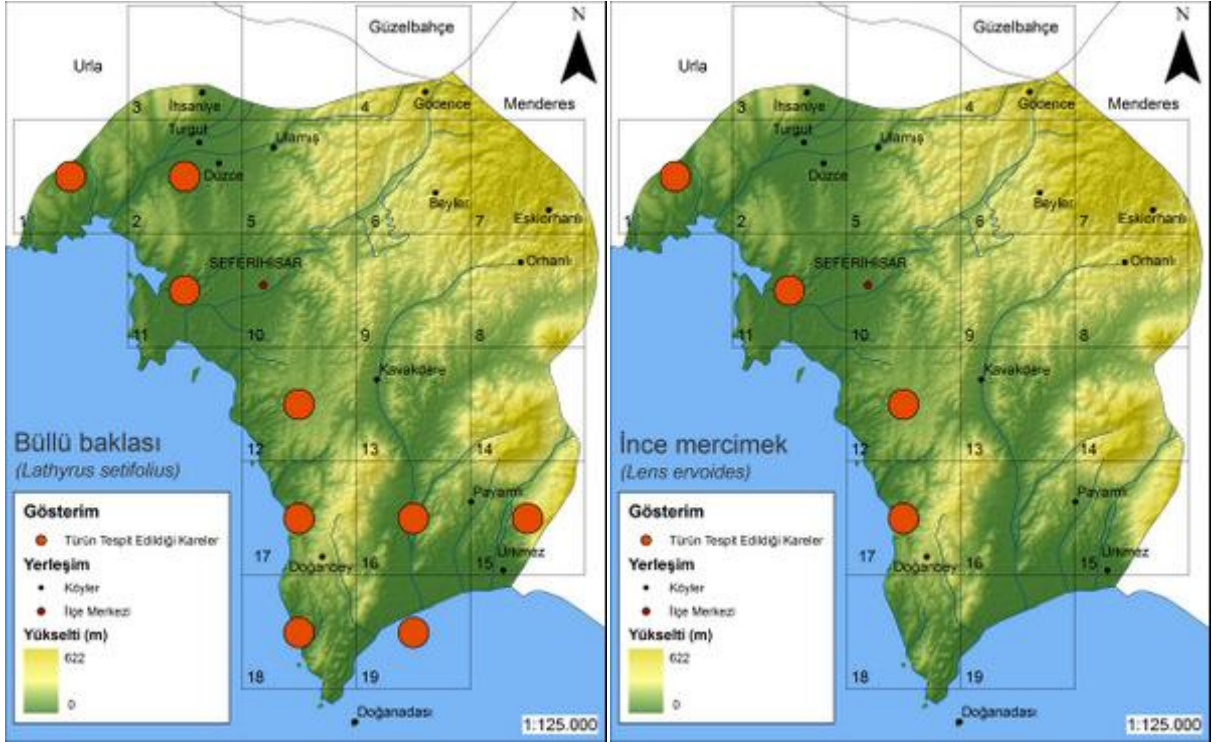 Güzelbahçe
N
Urla
Menderes
3
4
İhsaniye
Gödence
Turgut
Ulamış
Düzce
Beyler
Eskiorhanlı
1
2
5
6
7
SEFERİHİSAR
Orhanlı
11
10
9
8
Kavakdere
Büllü baklası
(Lathyrus setifolius)
12
13
14
Payamlı
Gösterim
Türün Tespit Edildiği Kareler
Yerleşim
Köyler
İlçe Merkezi
Yükselti (m)
622
0
17
Doğanbey
16
15
Ürkmez
18
19
Doğanadası
1:125.000
Güzelbahçe
N
Urla
Menderes
3
4
İhsaniye
Gödence
Turgut
Ulamış
Düzce
Beyler
Eskiorhanlı
1
2
5
6
7
SEFERİHİSAR
Orhanlı
11
10
9
8
Kavakdere
İnce mercimek
(Lens ervoides)
12
13
14
Payamlı
Gösterim
Türün Tespit Edildiği Kareler
Yerleşim
Köyler
İlçe Merkezi
Yükselti (m)
622
0
17
Doğanbey
16
15
Ürkmez
18
19
Doğanadası
1:125.000